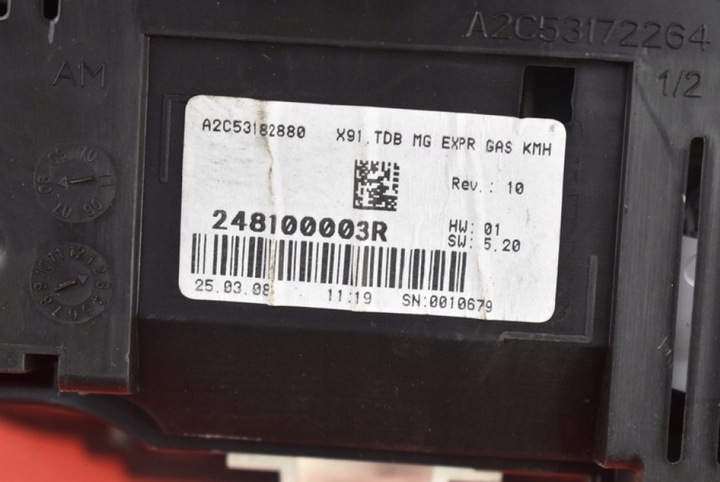 A2C53172264
AM
1/2
A2C53182880 X91.TDB MG EXPR GAS KMH
Rev.: 10
248100003R
HW: 01
SW: 5.20
25.03.08 11:19 SN:0010679